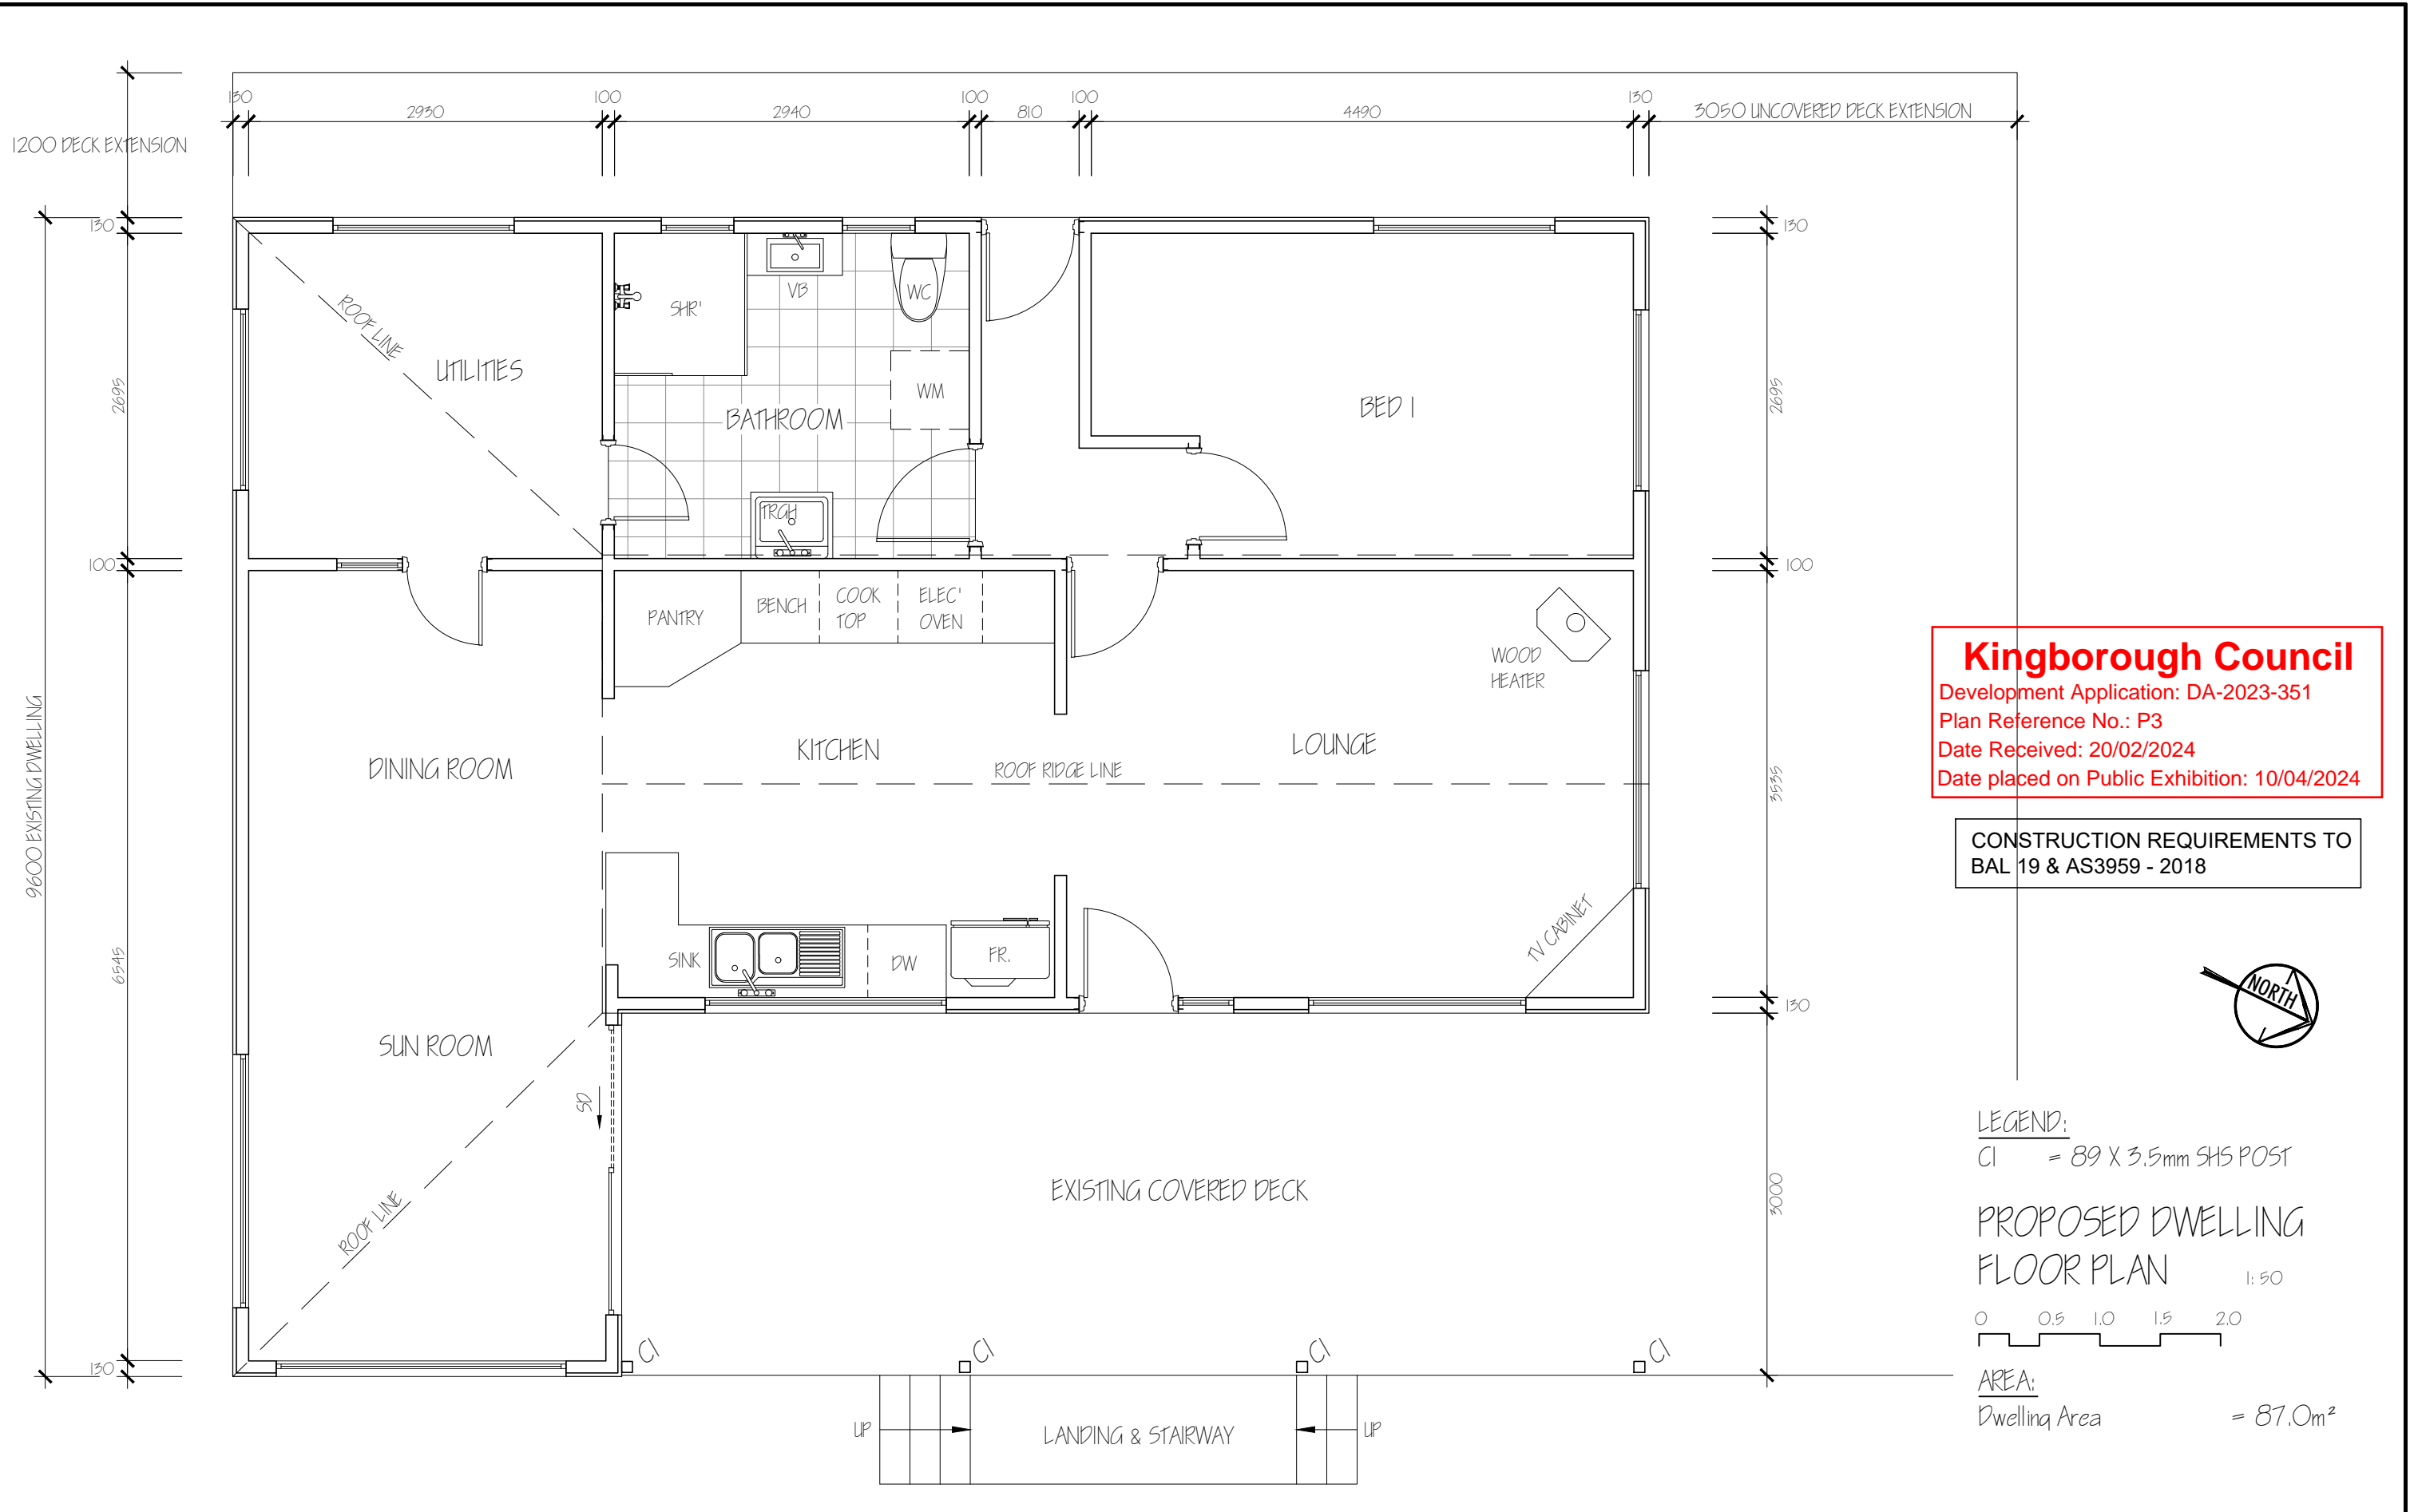 130
2930
100
2940
100
810
100
4490
130
3050 UNCOVERED DECK EXTENSION
1200 DECK EXTENSION
130
2695
100
9600 EXISTING DWELLING
6545
130
130
2695
100
3535
130
3000
ROOF LINE
UTILITIES
SHR'
VB
WC
WM
BATHROOM
TRGH
BED 1
PANTRY
BENCH
COOK
TOP
ELEC'
OVEN
WOOD
HEATER
DINING ROOM
KITCHEN
LOUNGE
ROOF RIDGE LINE
SINK
DW
FR.
TV CABINET
SUN ROOM
SD
ROOF LINE
EXISTING COVERED DECK
C1
C1
C1
C1
UP
LANDING & STAIRWAY
UP
Kingborough Council
Development Application: DA-2023-351
Plan Reference No.: P3
Date Received: 20/02/2024
Date placed on Public Exhibition: 10/04/2024
CONSTRUCTION REQUIREMENTS TO
BAL 19 & AS3959 - 2018
NORTH
LEGEND:
C1 = 89 X 3.5mm SHS POST
PROPOSED DWELLING
FLOOR PLAN 1: 50
0 0.5 1.0 1.5 2.0
AREA:
Dwelling Area = 87.0m²